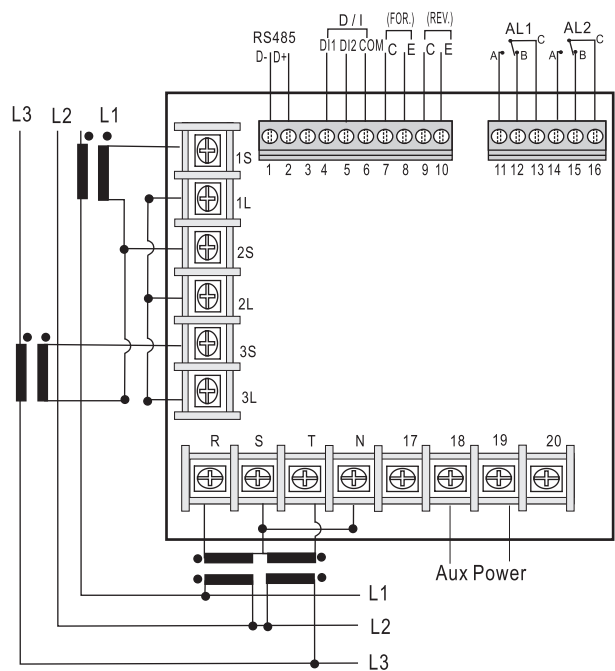 D / I (FOR.) (REV.) AL1 AL2
RS485
D- D+ DI1 DI2 COM C E C E A B C A B C
L3 L2 L1
1 2 3 4 5 6 7 8 9 10 11 12 13 14 15 16
1S
1L
2S
2L
3S
3L
R S T N 17 18 19 20
Aux Power
L1
L2
L3